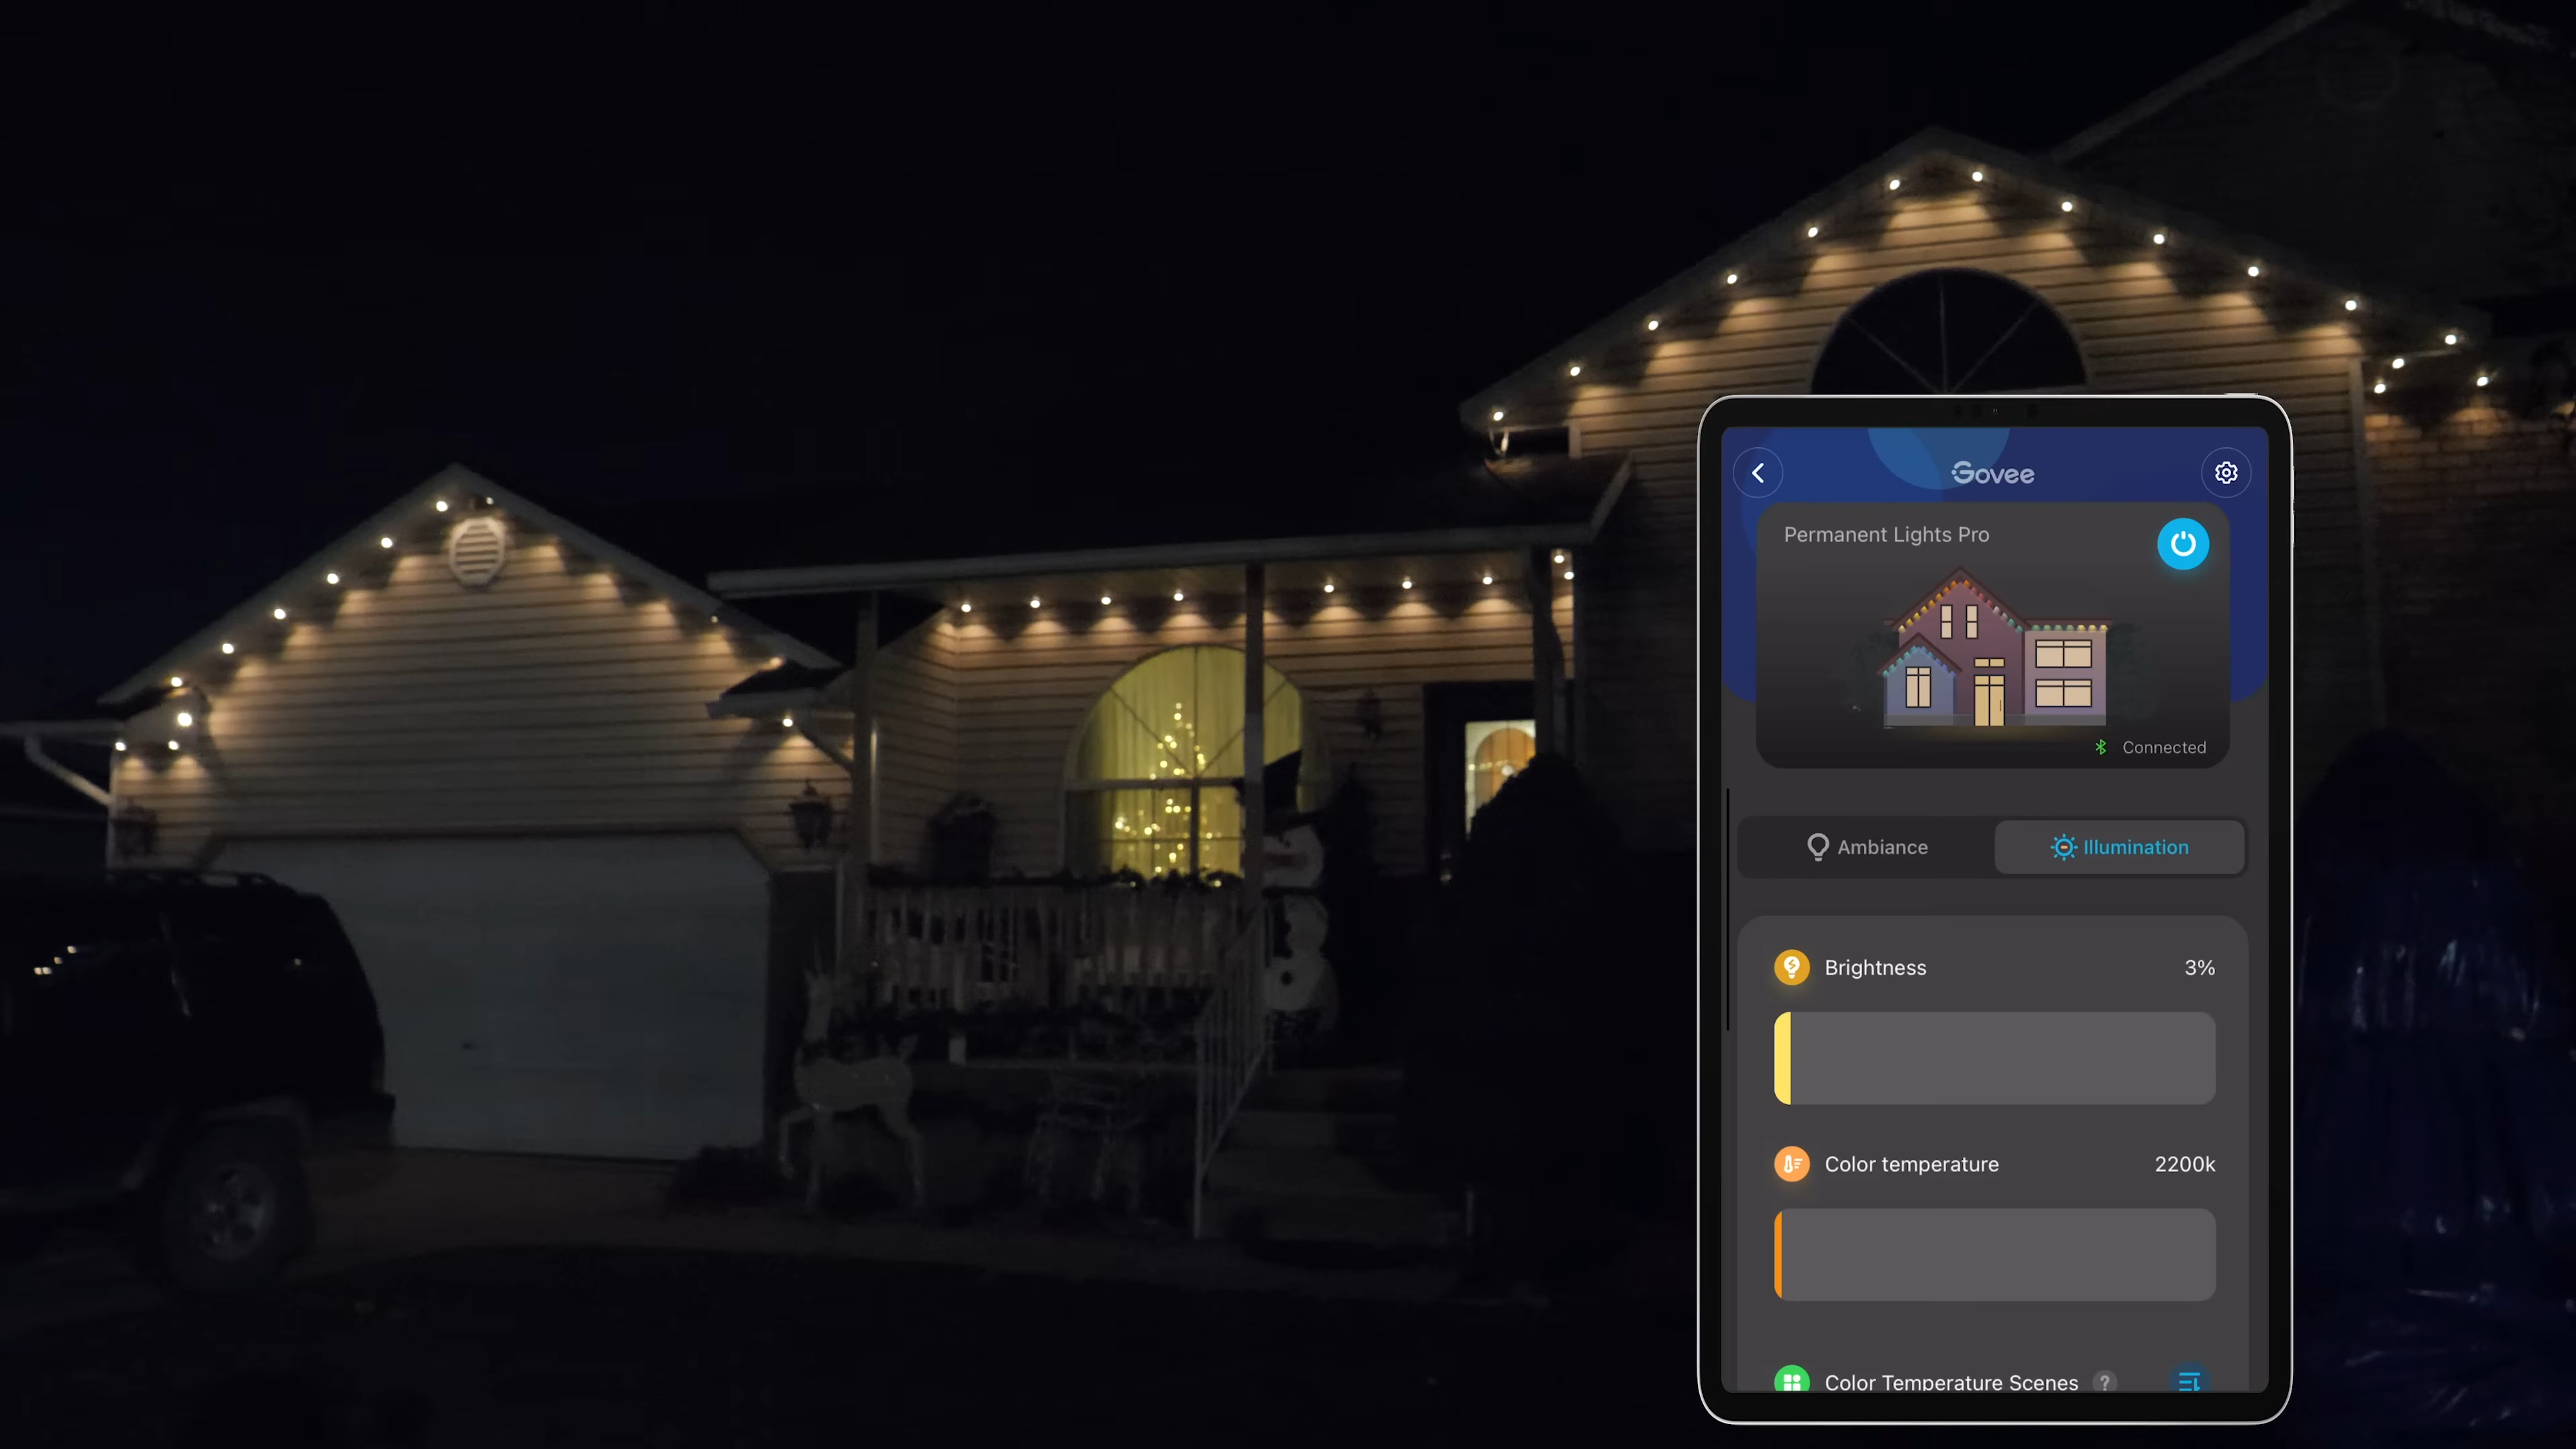 Govee
Permanent Lights Pro
Connected
Ambiance
Illumination
Brightness 3%
Color temperature 2200k
Color Temperature Scenes ?